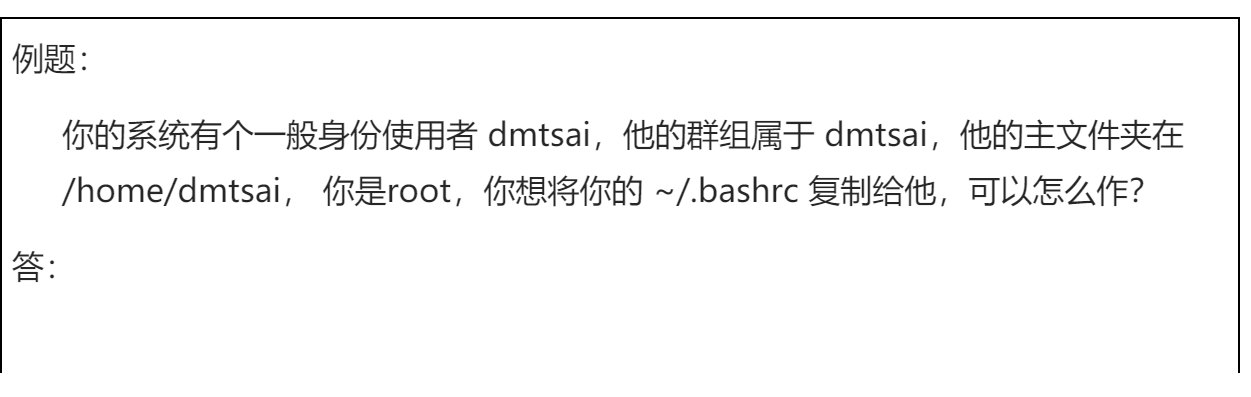 例题：
你的系统有个一般身份使用者 dmtsai，他的群组属于 dmtsai，他的主文件夹在
/home/dmtsai， 你是root，你想将你的 ~/.bashrc 复制给他，可以怎么作？
答：